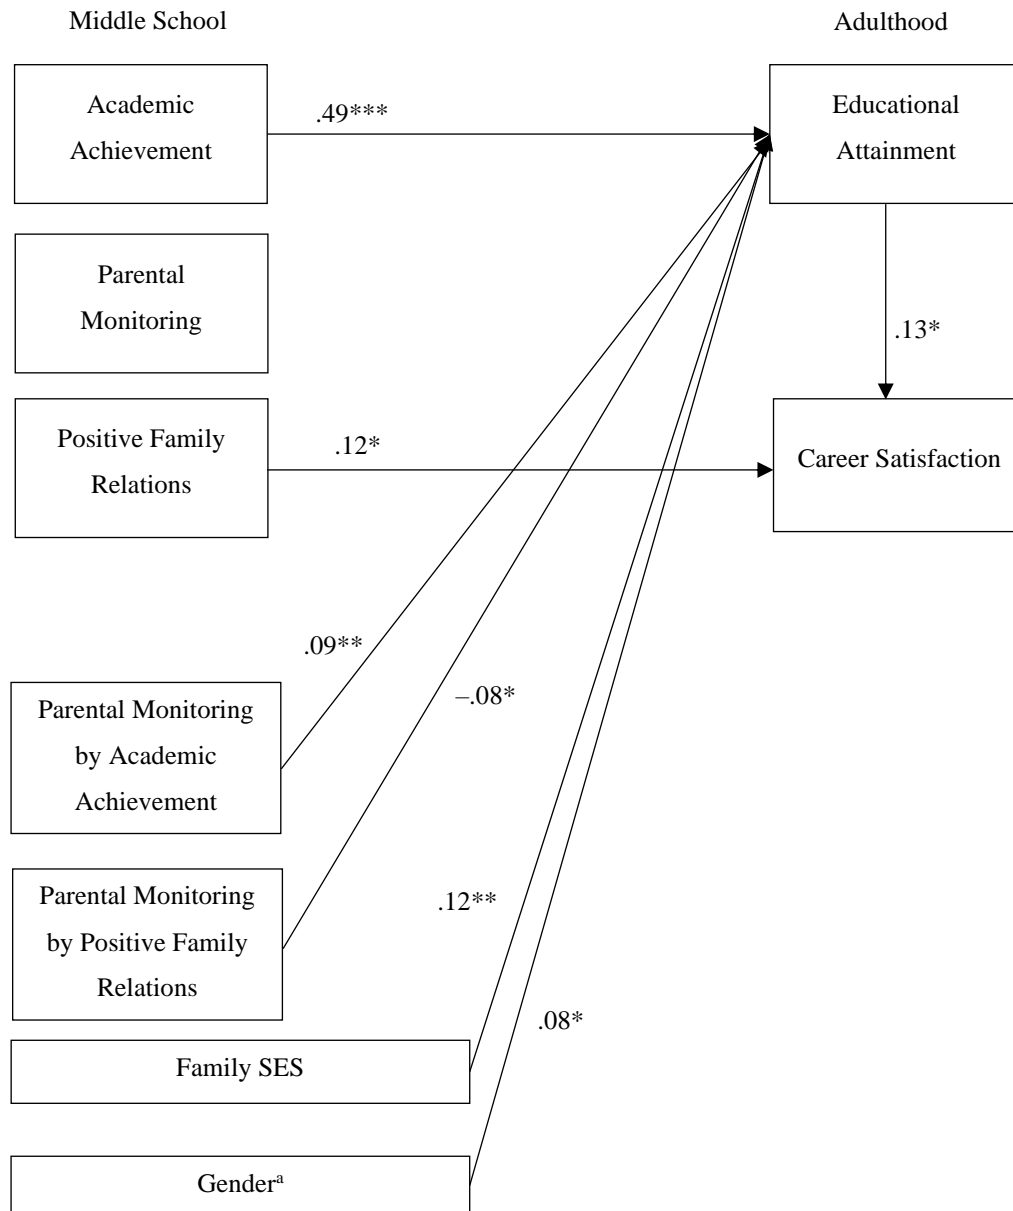 Middle School
Adulthood
Academic
Achievement
.49***
Educational
Attainment
Parental
Monitoring
.13*
Positive Family
Relations
.12*
Career Satisfaction
.09**
Parental Monitoring
by Academic
Achievement
–.08*
Parental Monitoring
by Positive Family
Relations
.12**
.08*
Family SES
Genderᵃ